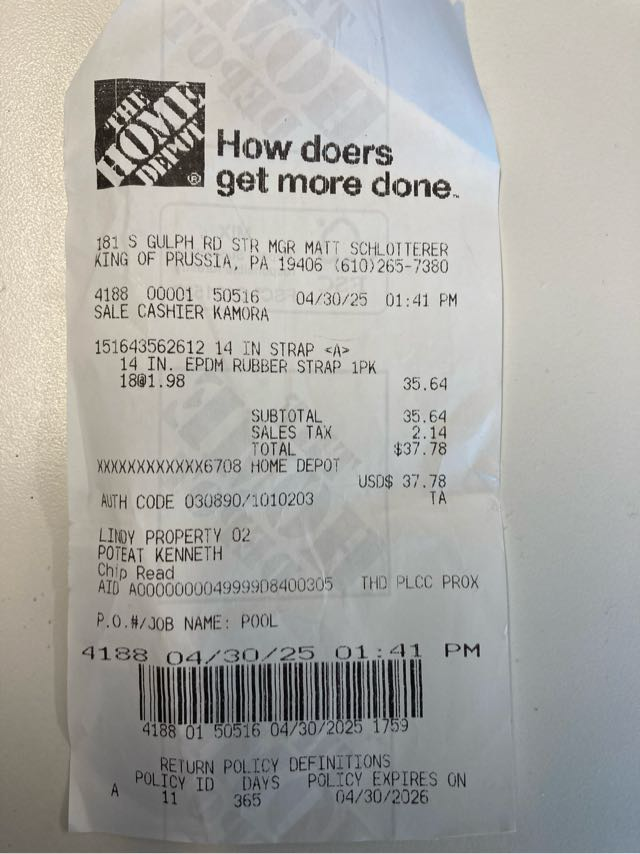 THE HOME DEPOT ®
How doers
get more done™
181 S GULPH RD STR MGR MATT SCHLOTTERER
KING OF PRUSSIA, PA 19406 (610)265-7380
4188 00001 50516 04/30/25 01:41 PM
SALE CASHIER KAMORA
151643562612 14 IN STRAP <A>
14 IN. EPDM RUBBER STRAP 1PK
18@1.98 35.64
SUBTOTAL 35.64
SALES TAX 2.14
TOTAL $37.78
XXXXXXXXXXXX6708 HOME DEPOT
USD$ 37.78
AUTH CODE 030890/1010203 TA
LINDY PROPERTY 02
POTEAT KENNETH
Chip Read
AID A0000000049999D8400305 THD PLCC PROX
P.O.#/JOB NAME: POOL
4188 04/30/25 01:41 PM
4188 01 50516 04/30/2025 1759
RETURN POLICY DEFINITIONS
POLICY ID DAYS POLICY EXPIRES ON
A 11 365 04/30/2026